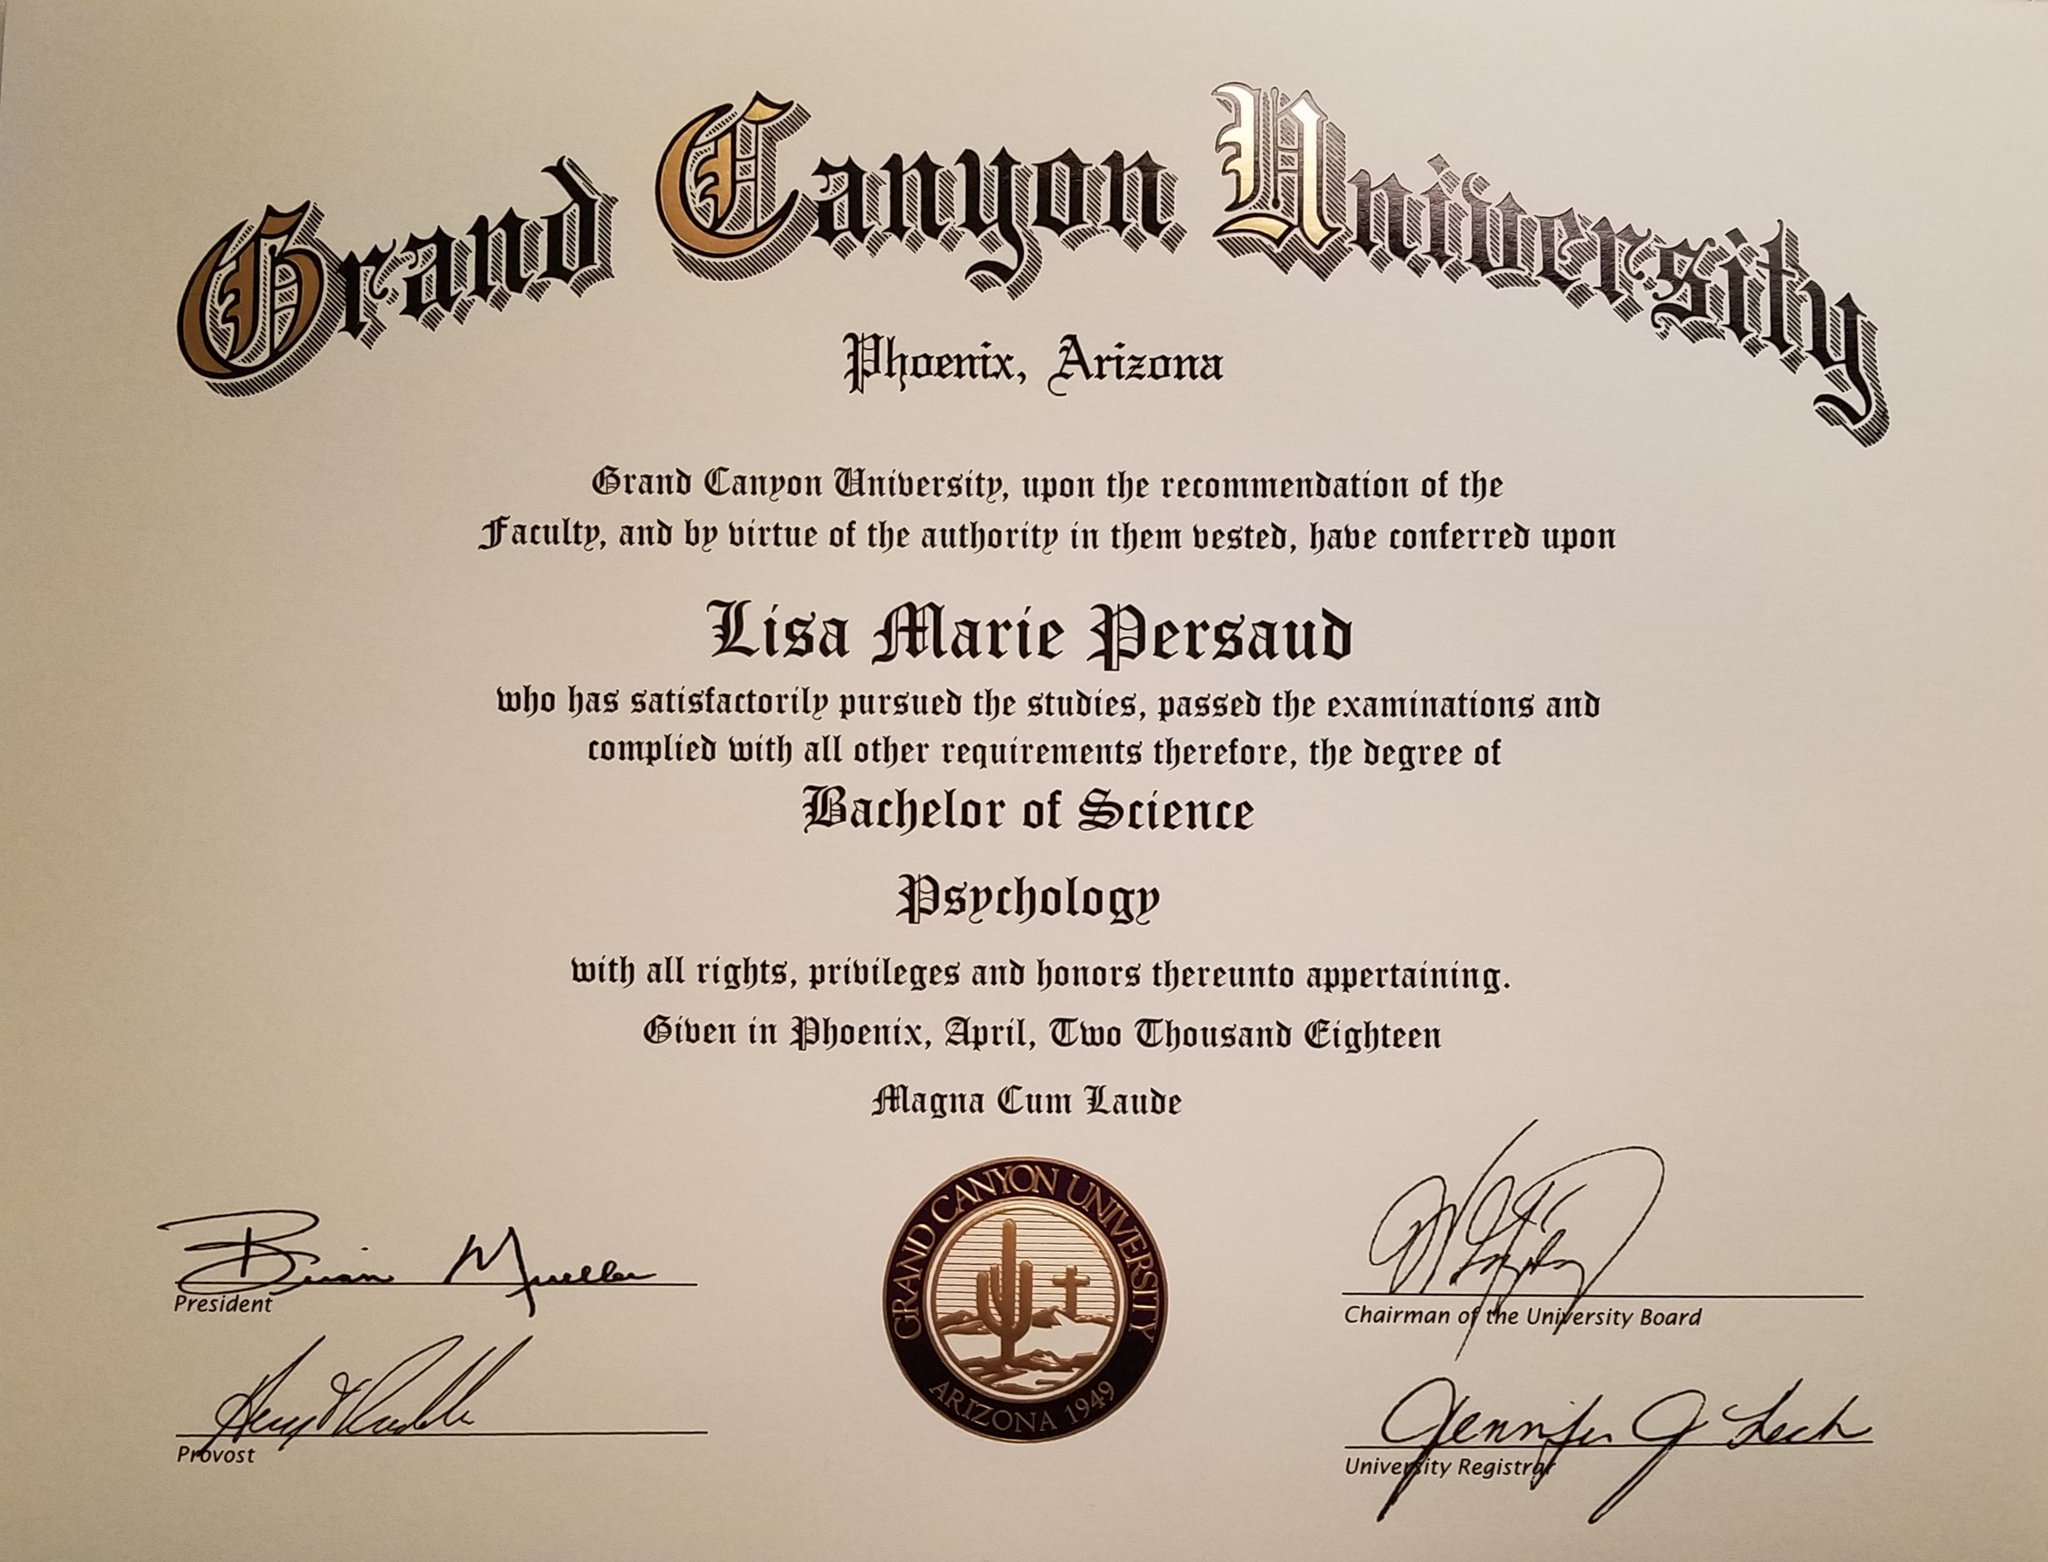 Grand Canyon University
Phoenix, Arizona
Grand Canyon University, upon the recommendation of the
Faculty, and by virtue of the authority in them vested, have conferred upon
Lisa Marie Persaud
who has satisfactorily pursued the studies, passed the examinations and
complied with all other requirements therefore, the degree of
Bachelor of Science
Psychology
with all rights, privileges and honors thereunto appertaining.
Given in Phoenix, April, Two Thousand Eighteen
Magna Cum Laude
Brian Mueller
President
Provost
GRAND CANYON UNIVERSITY
ARIZONA 1949
Chairman of the University Board
Jennifer J Lech
University Registrar